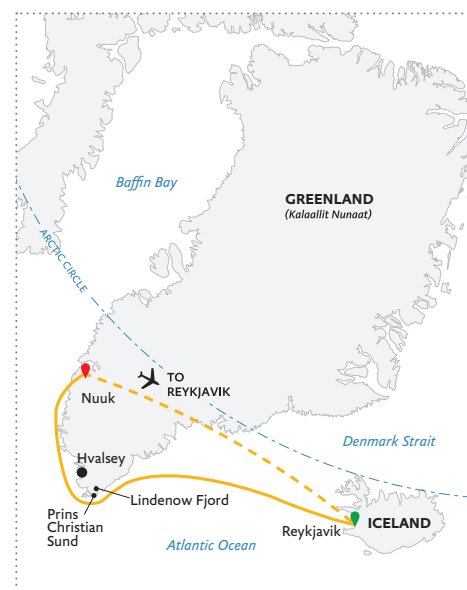 Baffin Bay
GREENLAND
(Kalaallit Nunaat)
ARCTIC CIRCLE
TO
REYKJAVIK
Nuuk
Denmark Strait
Hvalsey
Lindenow Fjord
Prins
Christian
Sund
Reykjavik
ICELAND
Atlantic Ocean